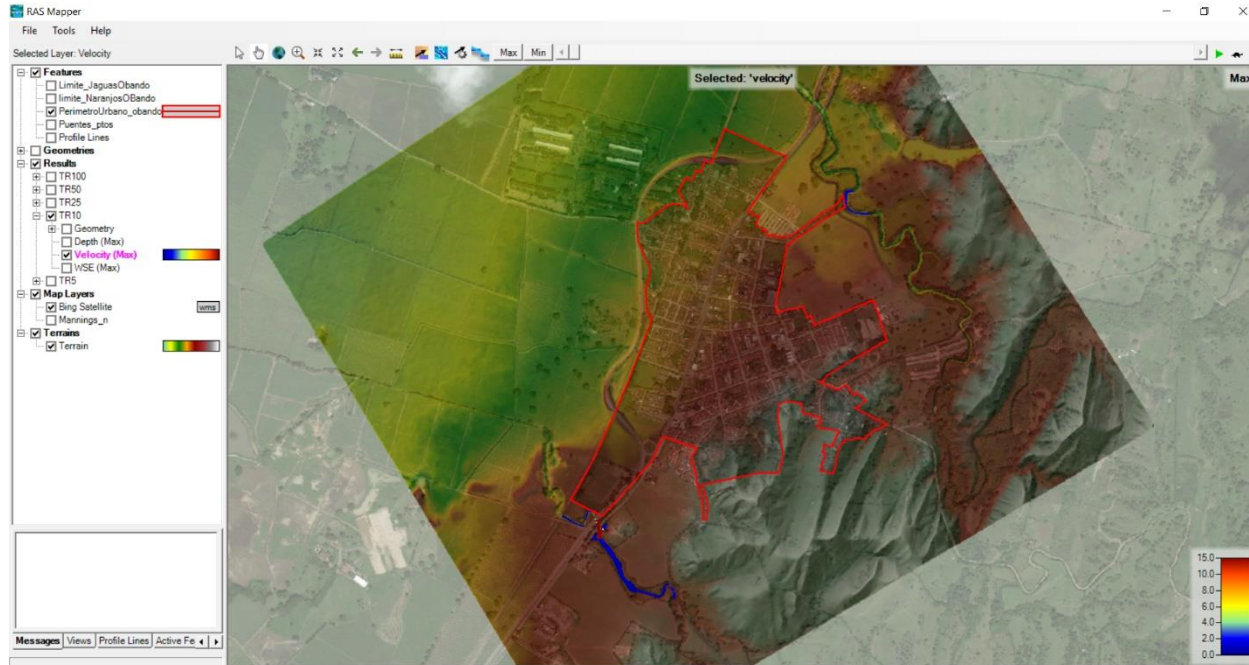 RAS Mapper
File Tools Help
Selected Layer: Velocity
Max Min
Features
Limite_JaguasObando
limite_NaranjosOBando
PerimetroUrbano_obando
Puentes_ptos
Profile Lines
Geometries
Results
TR100
TR50
TR25
TR10
Geometry
Depth (Max)
Velocity (Max)
WSE (Max)
TR5
Map Layers
Bing Satellite wms
Mannings_n
Terrains
Terrain
Selected: 'velocity'
Max
15.0
10.0
8.0
6.0
4.0
2.0
0.0
Messages Views Profile Lines Active Fe